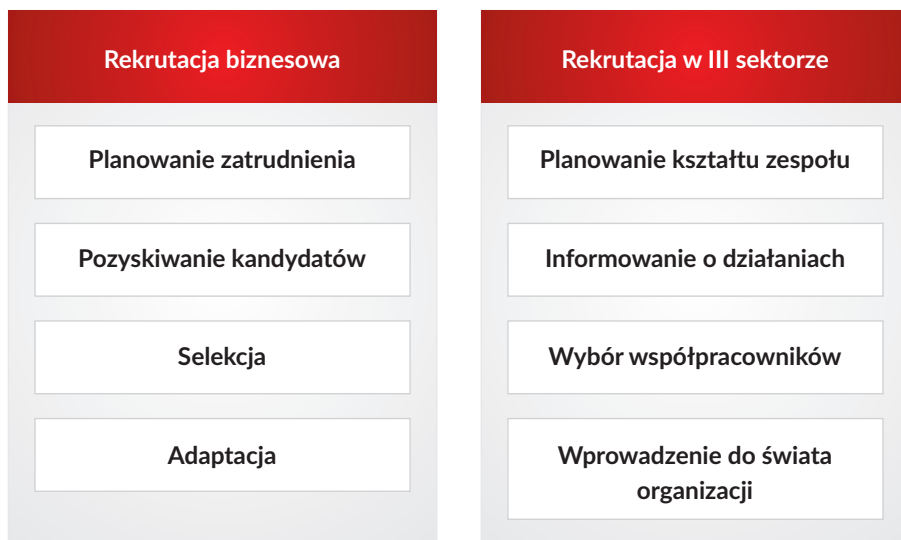 Rekrutacja biznesowa
Planowanie zatrudnienia
Pozyskiwanie kandydatów
Selekcja
Adaptacja
Rekrutacja w III sektorze
Planowanie kształtu zespołu
Informowanie o działaniach
Wybór współpracowników
Wprowadzenie do świata
organizacji